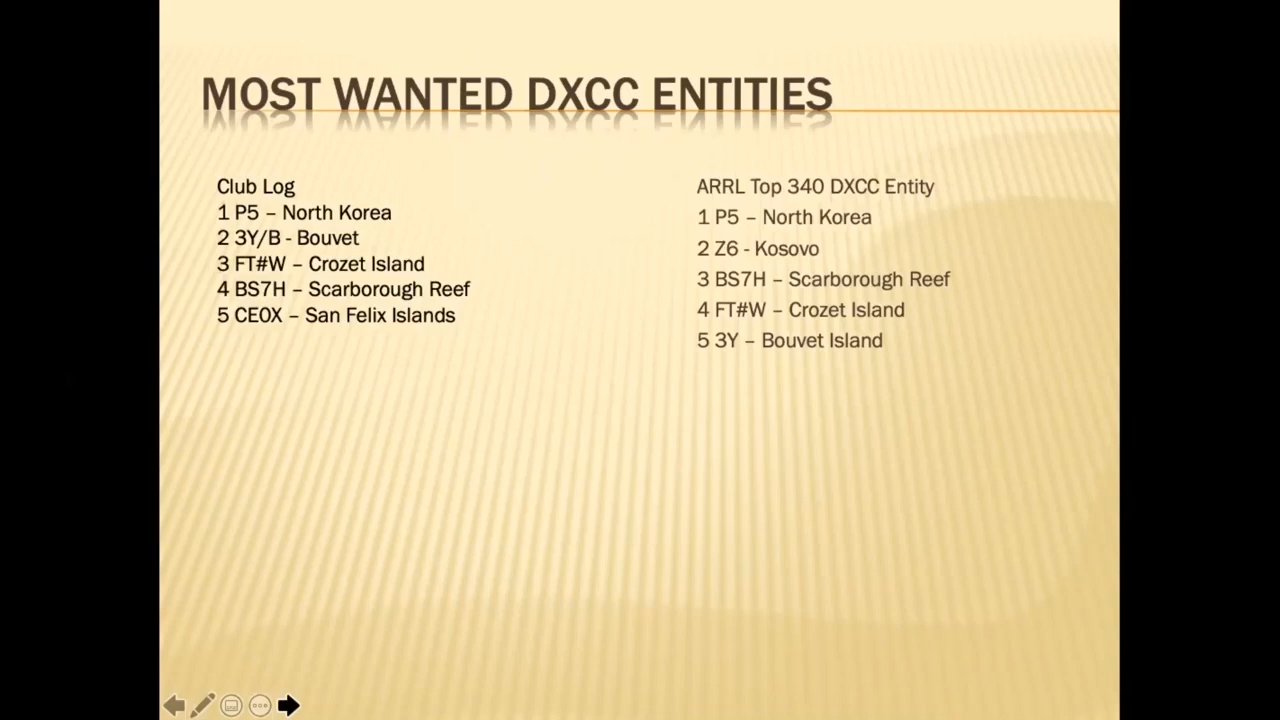 MOST WANTED DXCC ENTITIES
Club Log
1 P5 – North Korea
2 3Y/B - Bouvet
3 FT#W – Crozet Island
4 BS7H – Scarborough Reef
5 CE0X – San Felix Islands
ARRL Top 340 DXCC Entity
1 P5 – North Korea
2 Z6 - Kosovo
3 BS7H – Scarborough Reef
4 FT#W – Crozet Island
5 3Y – Bouvet Island